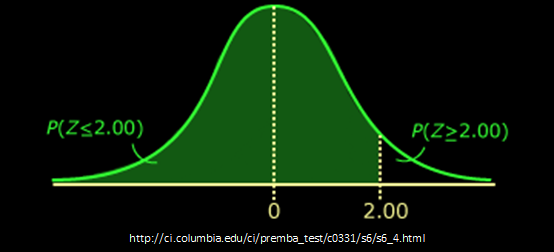 P(Z≤2.00)
P(Z≥2.00)
0
2.00
http://ci.columbia.edu/ci/premba_test/c0331/s6/s6_4.html